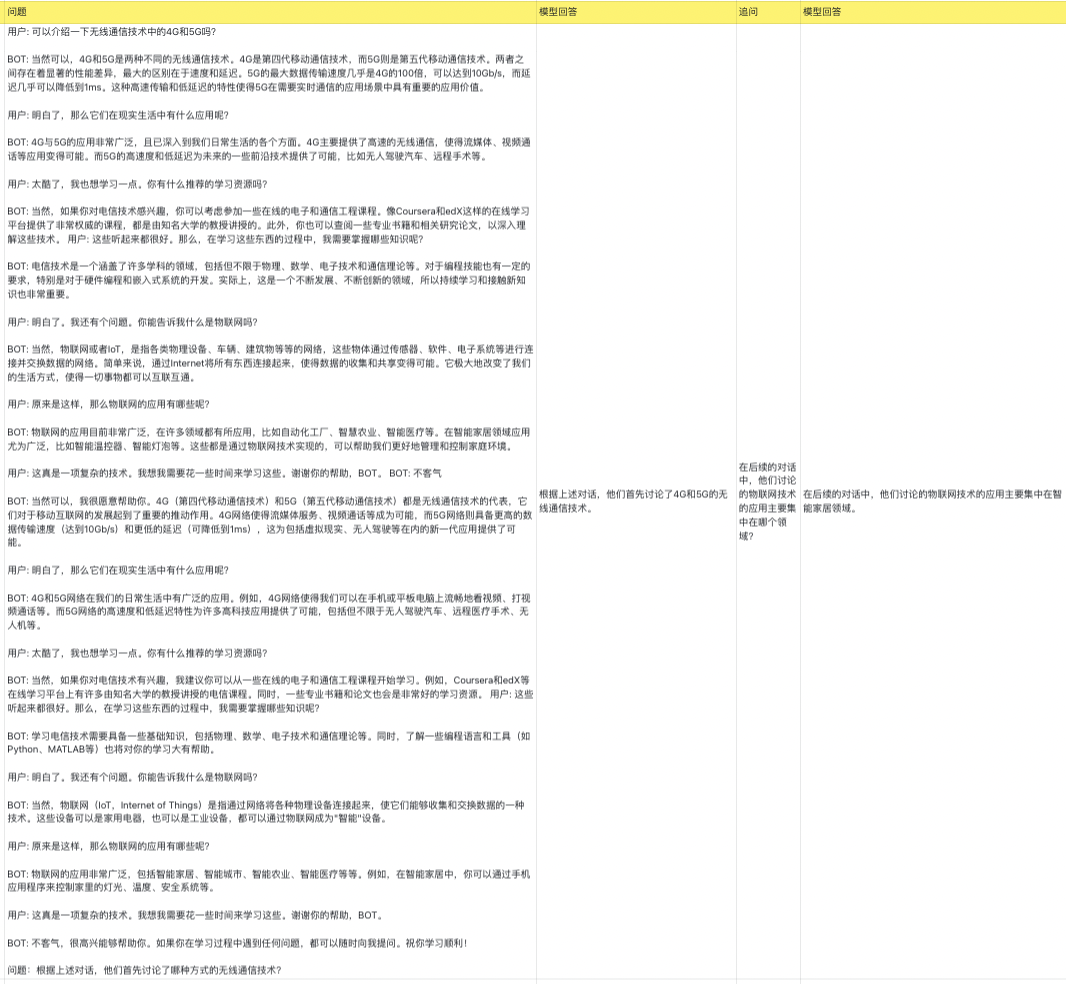 问题
模型回答
追问
模型回答
用户: 可以介绍一下无线通信技术中的4G和5G吗?
BOT: 当然可以，4G和5G是两种不同的无线通信技术。4G是第四代移动通信技术，而5G则是第五代移动通信技术。两者之
间存在着显著的性能差异，最大的区别在于速度和延迟。5G的最大数据传输速度几乎是4G的100倍，可以达到10Gb/s，而延
迟几乎可以降低到1ms。这种高速传输和低延迟的特性使得5G在需要实时通信的应用场景中具有重要的应用价值。
用户: 明白了，那么它们在现实生活中有什么应用呢?
BOT: 4G与5G的应用非常广泛，且已深入到我们日常生活的各个方面。4G主要提供了高速的无线通信，使得流媒体、视频通
话等应用变得可能。而5G的高速度和低延迟为未来的一些前沿技术提供了可能，比如无人驾驶汽车、远程手术等。
用户: 太酷了，我也想学习一点。你有什么推荐的学习资源吗?
BOT: 当然，如果你对电信技术感兴趣，你可以考虑参加一些在线的电子和通信工程课程。像Coursera和edX这样的在线学习
平台提供了非常权威的课程，都是由知名大学的教授讲授的。此外，你也可以查阅一些专业书籍和相关研究论文，以深入理
解这些技术。 用户: 这些听起来都很好。那么，在学习这些东西的过程中，我需要掌握哪些知识呢?
BOT: 电信技术是一个涵盖了许多学科的领域，包括但不限于物理、数学、电子技术和通信理论等。对于编程技能也有一定的
要求，特别是对于硬件编程和嵌入式系统的开发。实际上，这是一个不断发展、不断创新的领域，所以持续学习和接触新知
识也非常重要。
用户: 明白了。我还有个问题。你能告诉我什么是物联网吗?
BOT: 当然，物联网或者IoT，是指各类物理设备、车辆、建筑物等等的网络，这些物体通过传感器、软件、电子系统等进行连
接并交换数据的网络。简单来说，通过Internet将所有东西连接起来，使得数据的收集和共享变得可能。它极大地改变了我们
的生活方式，使得一切事物都可以互联互通。
用户: 原来是这样，那么物联网的应用有哪些呢?
BOT: 物联网的应用目前非常广泛，在许多领域都有所应用，比如自动化工厂、智慧农业、智能医疗等。在智能家居领域应用
尤为广泛，比如智能温控器、智能灯泡等。这些都是通过物联网技术实现的，可以帮助我们更好地管理和控制家庭环境。
用户: 这真是一项复杂的技术。我想我需要花一些时间来学习这些。谢谢你的帮助，BOT。 BOT: 不客气
BOT: 当然可以，我很愿意帮助你。4G（第四代移动通信技术）和5G（第五代移动通信技术）都是无线通信技术的代表，它
们对于移动互联网的发展起到了重要的推动作用。4G网络使得流媒体服务、视频通话等成为可能，而5G网络则具备更高的数
据传输速度（达到10Gb/s）和更低的延迟（可降低到1ms），这为包括虚拟现实、无人驾驶等在内的新一代应用提供了可
能。
用户: 明白了，那么它们在现实生活中有什么应用呢?
BOT: 4G和5G网络在我们的日常生活中有广泛的应用。例如，4G网络使得我们可以在手机或平板电脑上流畅地看视频、打视
频通话等。而5G网络的高速度和低延迟特性为许多高科技应用提供了可能，包括但不限于无人驾驶汽车、远程医疗手术、无
人机等。
用户: 太酷了，我也想学习一点。你有什么推荐的学习资源吗?
BOT: 当然，如果你对电信技术有兴趣，我建议你可以从一些在线的电子和通信工程课程开始学习。例如，Coursera和edX等
在线学习平台上有许多由知名大学的教授讲授的电信课程。同时，一些专业书籍和论文也会是非常好的学习资源。 用户: 这些
听起来都很好。那么，在学习这些东西的过程中，我需要掌握哪些知识呢?
BOT: 学习电信技术需要具备一些基础知识，包括物理、数学、电子技术和通信理论等。同时，了解一些编程语言和工具（如
Python、MATLAB等）也将对你的学习大有帮助。
用户: 明白了。我还有个问题。你能告诉我什么是物联网吗?
BOT: 当然，物联网（IoT，Internet of Things）是指通过网络将各种物理设备连接起来，使它们能够收集和交换数据的一种
技术。这些设备可以是家用电器，也可以是工业设备，都可以通过物联网成为"智能"设备。
用户: 原来是这样，那么物联网的应用有哪些呢?
BOT: 物联网的应用非常广泛，包括智能家居、智能城市、智能农业、智能医疗等等。例如，在智能家居中，你可以通过手机
应用程序来控制家里的灯光、温度、安全系统等。
用户: 这真是一项复杂的技术。我想我需要花一些时间来学习这些。谢谢你的帮助，BOT。
BOT: 不客气，很高兴能够帮助你。如果你在学习过程中遇到任何问题，都可以随时向我提问。祝你学习顺利!
问题：根据上述对话，他们首先讨论了哪种方式的无线通信技术?
根据上述对话，他们首先讨论了4G和5G的无
线通信技术。
在后续的对话
中，他们讨论
的物联网技术
的应用主要集
中在哪个领
域?
在后续的对话中，他们讨论的物联网技术的应用主要集中在智
能家居领域。